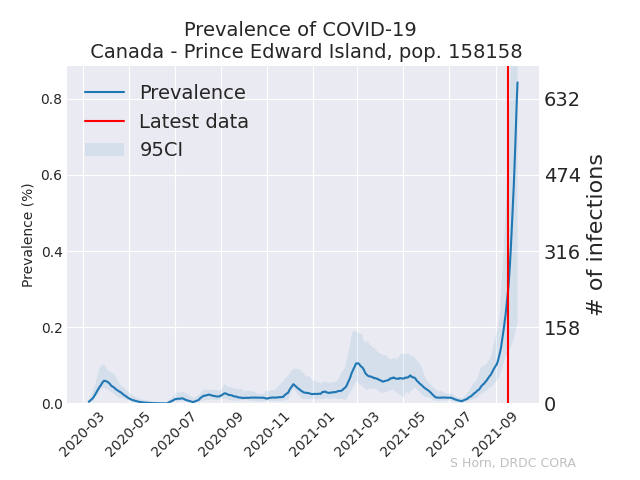 Prevalence of COVID-19
Canada - Prince Edward Island, pop. 158158
Prevalence
Latest data
95CI
Prevalence (%)
0.8
0.6
0.4
0.2
0.0
632
474
316
158
0
# of infections
2020-03
2020-05
2020-07
2020-09
2020-11
2021-01
2021-03
2021-05
2021-07
2021-09
S Horn, DRDC CORA